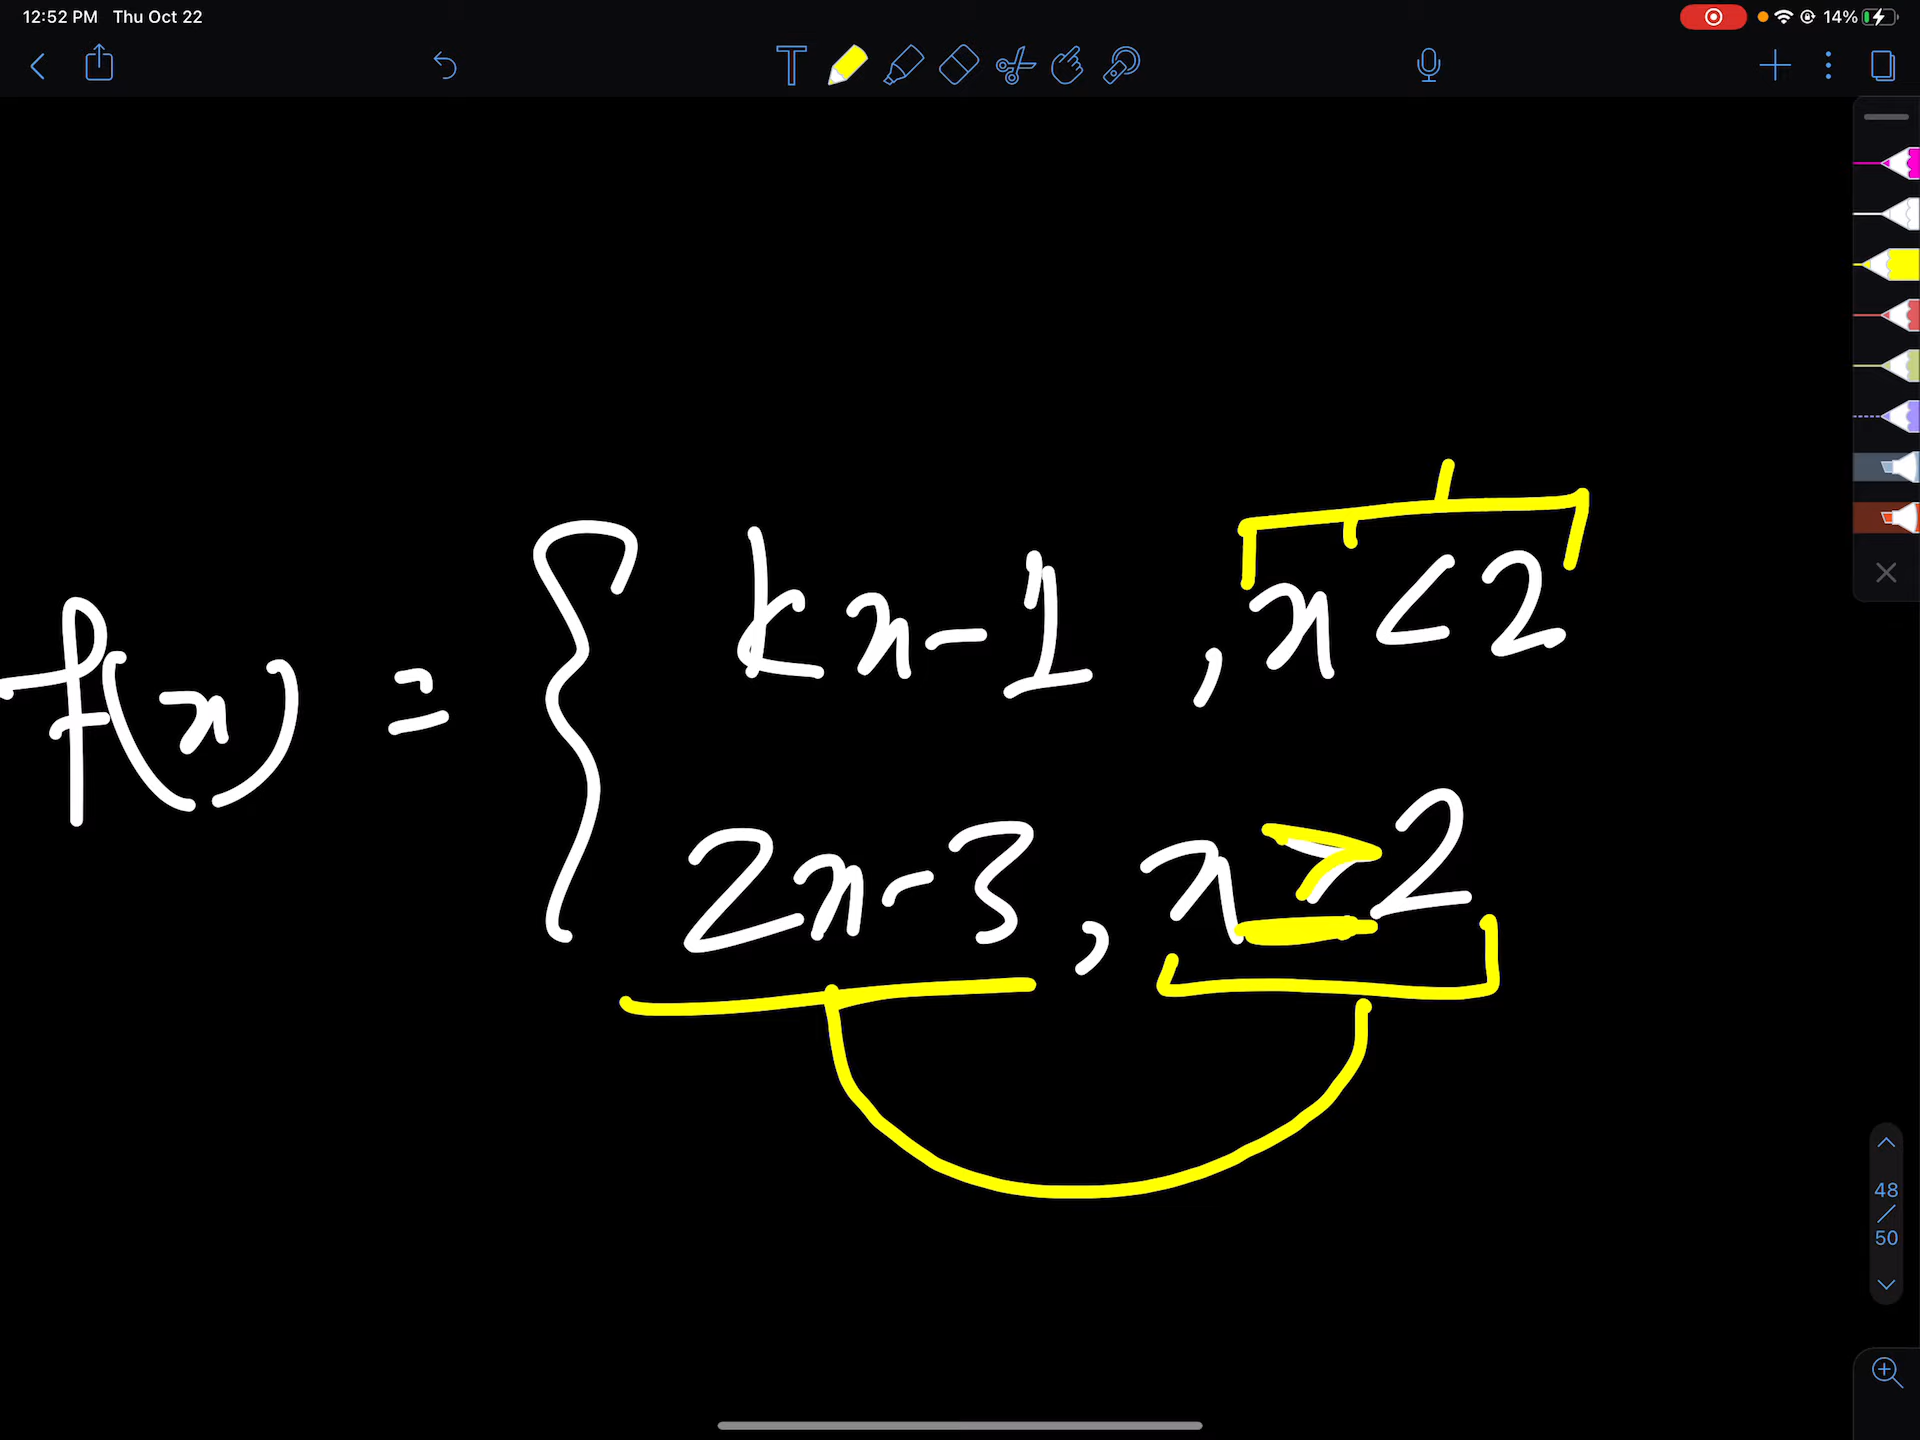 12:52 PM Thu Oct 22
14%
T
f(x) = { kx-1 , x < 2
2x-3 , x ≥ 2
48
/
50